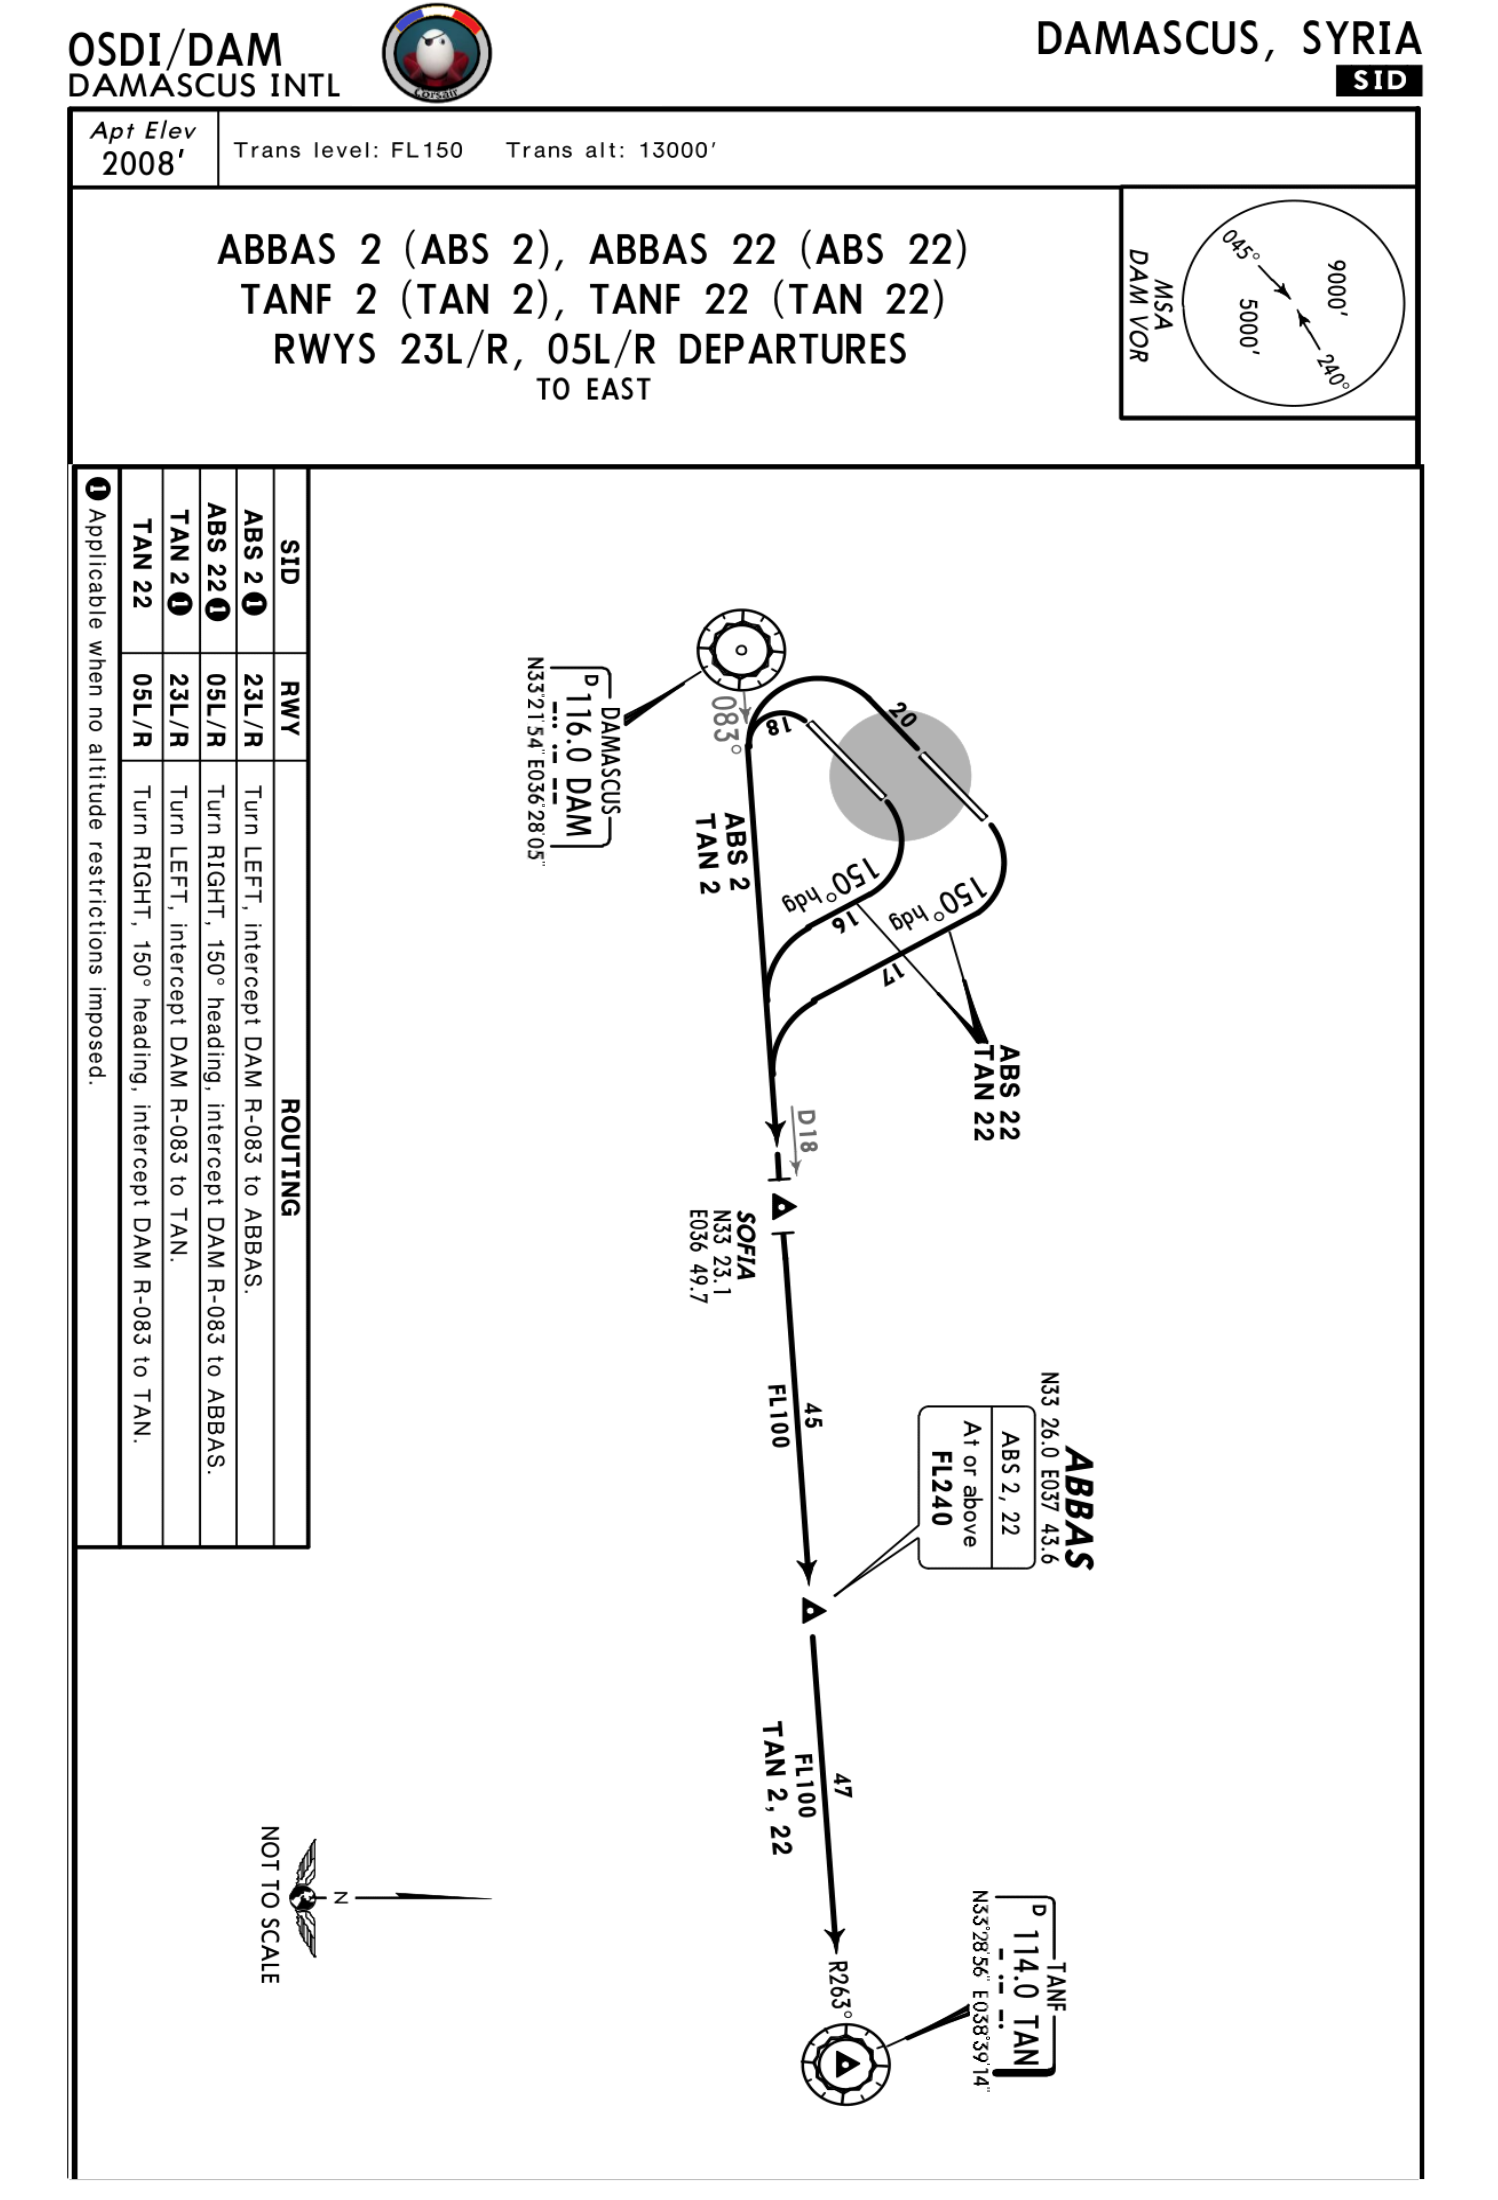 OSDI/DAM
DAMASCUS INTL
Corsair
DAMASCUS, SYRIA
SID
Apt Elev
2008'
Trans level: FL150 Trans alt: 13000'
ABBAS 2 (ABS 2), ABBAS 22 (ABS 22)
TANF 2 (TAN 2), TANF 22 (TAN 22)
RWYS 23L/R, 05L/R DEPARTURES
TO EAST
MSA
DAM VOR
045°
9000'
5000'
240°
SID RWY ROUTING
ABS 2 ❶ 23L/R Turn LEFT, intercept DAM R-083 to ABBAS.
ABS 22 ❶ 05L/R Turn RIGHT, 150° heading, intercept DAM R-083 to ABBAS.
TAN 2 ❶ 23L/R Turn LEFT, intercept DAM R-083 to TAN.
TAN 22 05L/R Turn RIGHT, 150° heading, intercept DAM R-083 to TAN.
❶ Applicable when no altitude restrictions imposed.
DAMASCUS
D 116.0 DAM
N33°21'54" E036°28'05"
083°
18
20
ABS 2
TAN 2
150° hdg
16
150° hdg
17
ABS 22
TAN 22
D18
SOFIA
N33 23.1
E036 49.7
45
FL100
ABBAS
N33 26.0 E037 43.6
ABS 2, 22
At or above
FL240
47
FL100
TAN 2, 22
R263°
TANF
D 114.0 TAN
N33°28'56" E038°39'14"
N
NOT TO SCALE